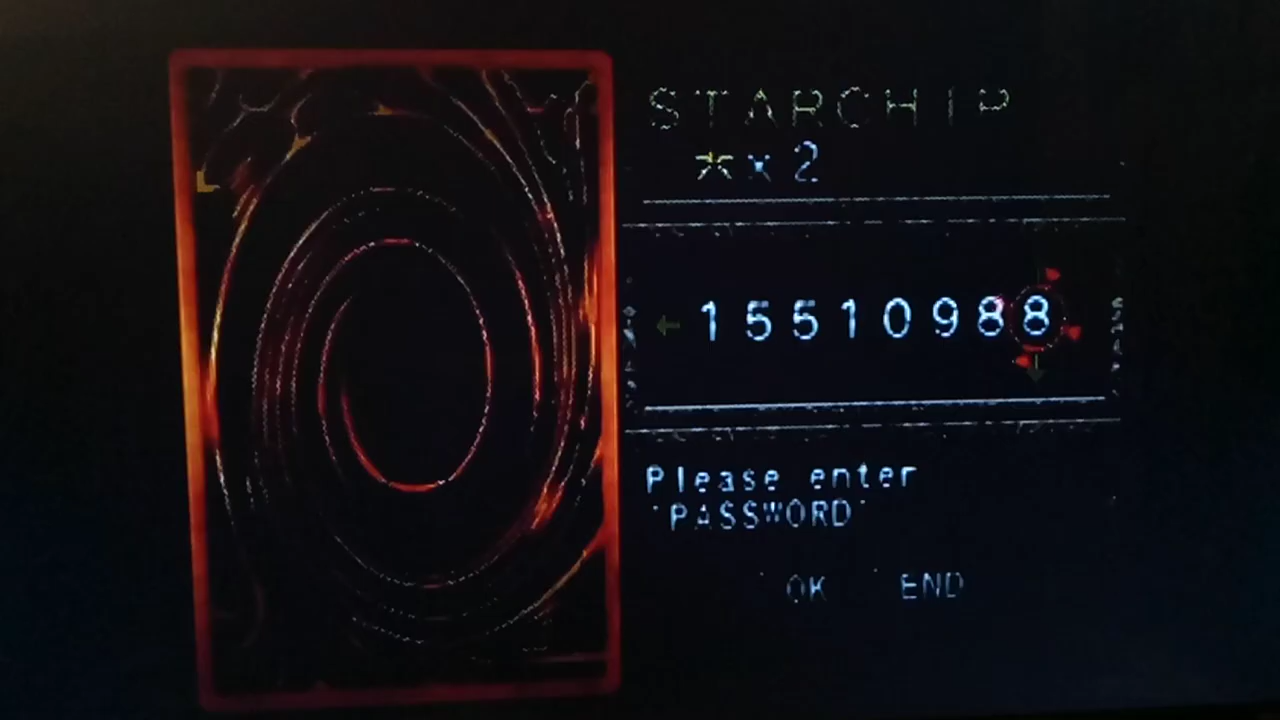 STARCHIP
★ x 2
← 15510988
Please enter
"PASSWORD"
OK END